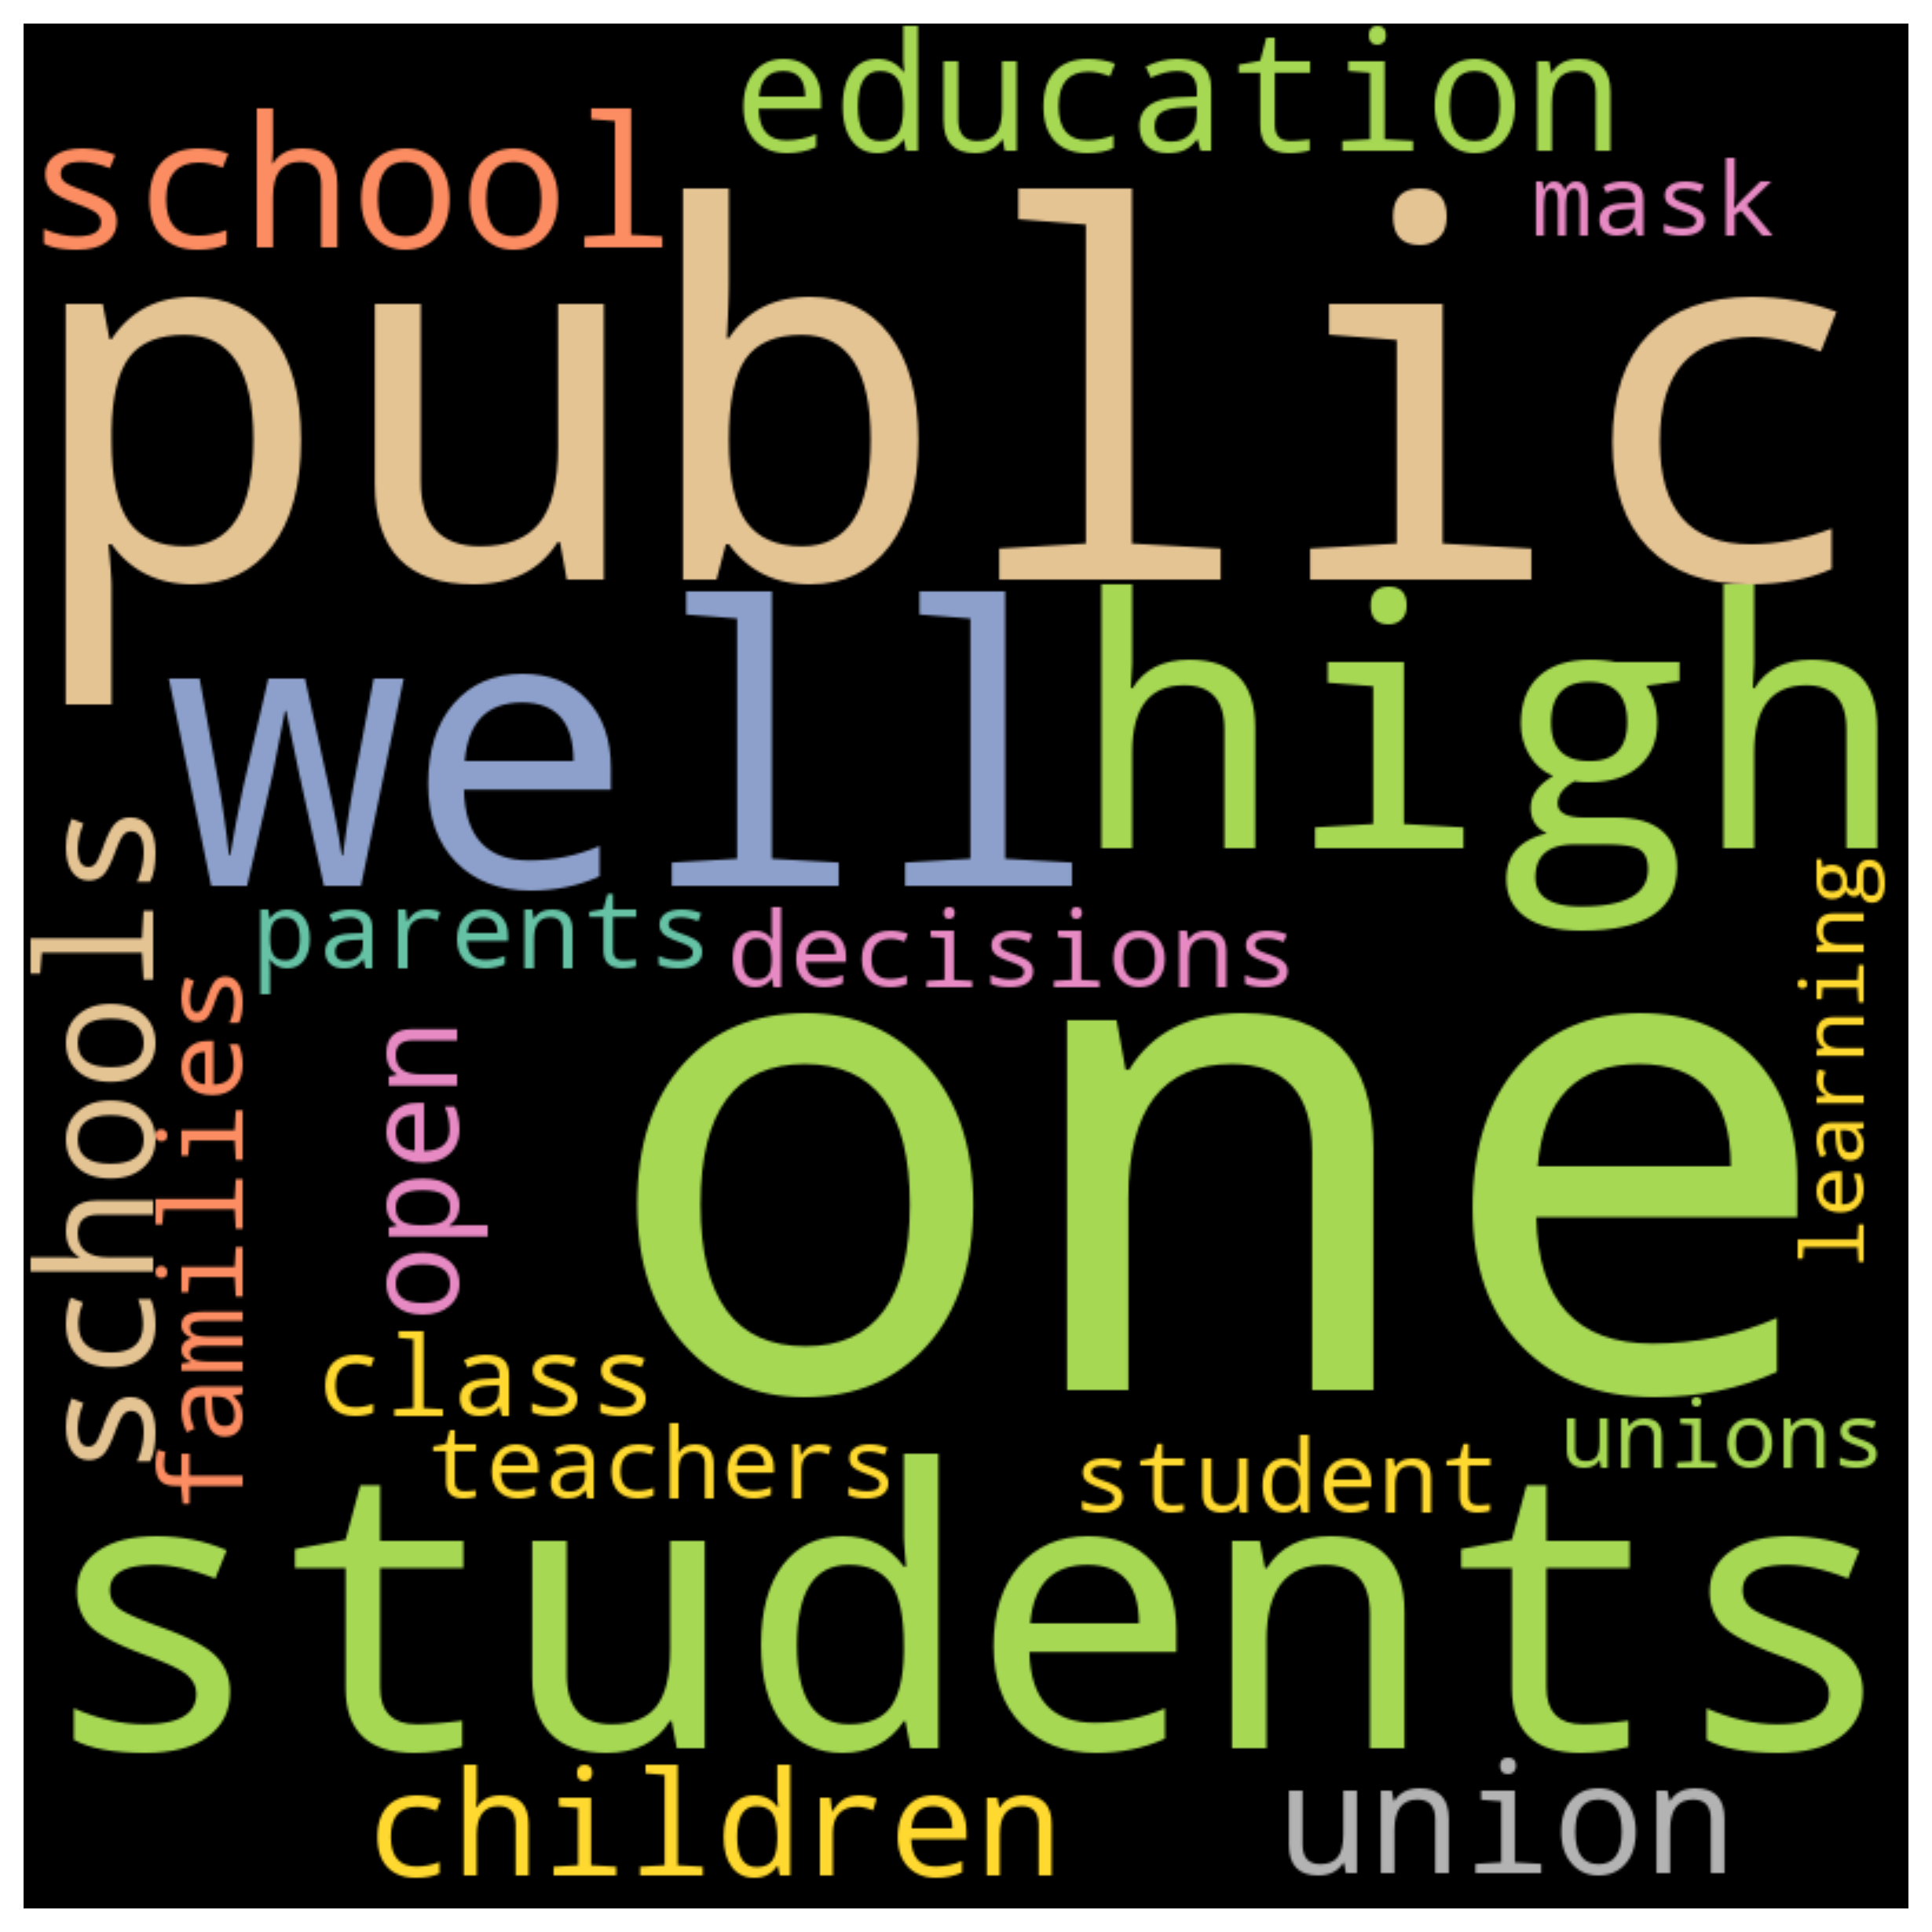 education
school
mask
public
well
high
schools
parents
decisions
learning
families
open
one
class
unions
teachers
student
students
children
union